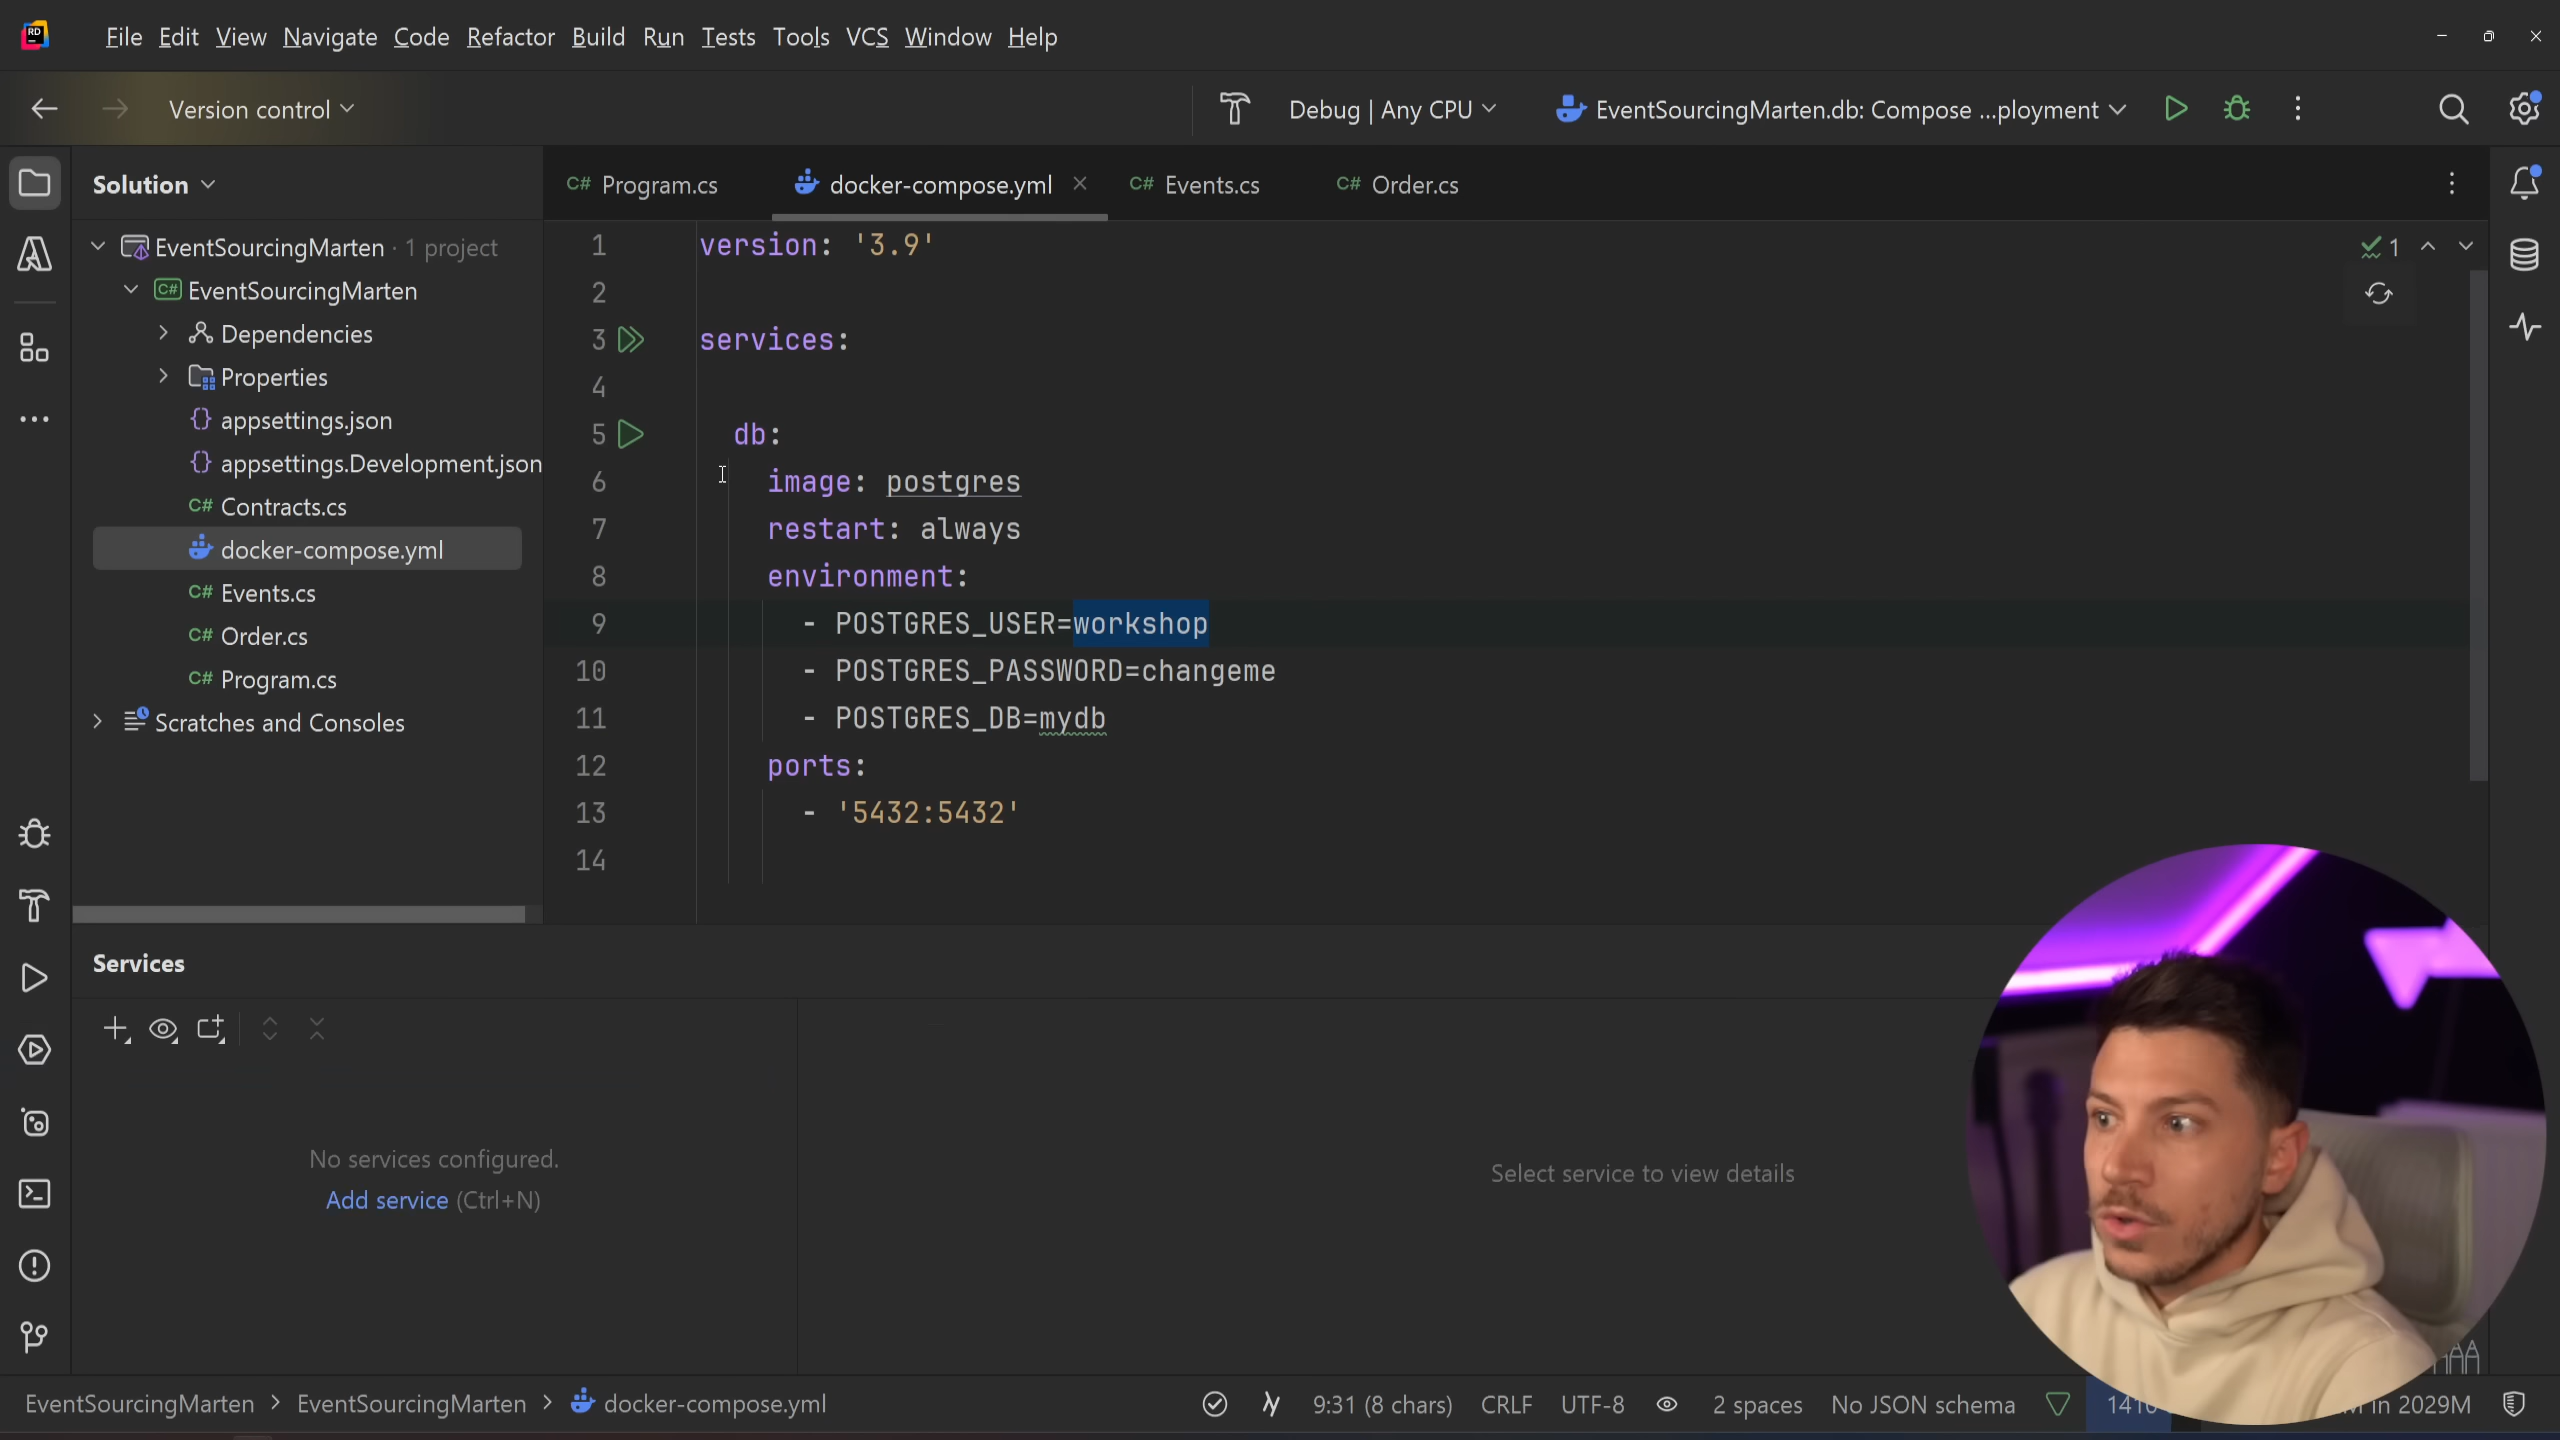 RD
File Edit View Navigate Code Refactor Build Run Tests Tools VCS Window Help
Version control
Debug | Any CPU
EventSourcingMarten.db: Compose ...ployment
Solution
C# Program.cs
docker-compose.yml
C# Events.cs
C# Order.cs
EventSourcingMarten · 1 project
C# EventSourcingMarten
Dependencies
Properties
{} appsettings.json
{} appsettings.Development.json
C# Contracts.cs
docker-compose.yml
C# Events.cs
C# Order.cs
C# Program.cs
Scratches and Consoles
1 version: '3.9'
2
3 services:
4
5 db:
6 image: postgres
7 restart: always
8 environment:
9 - POSTGRES_USER=workshop
10 - POSTGRES_PASSWORD=changeme
11 - POSTGRES_DB=mydb
12 ports:
13 - '5432:5432'
14
1
Services
No services configured.
Add service (Ctrl+N)
Select service to view details
EventSourcingMarten > EventSourcingMarten > docker-compose.yml
9:31 (8 chars)
CRLF
UTF-8
2 spaces
No JSON schema
in 2029M